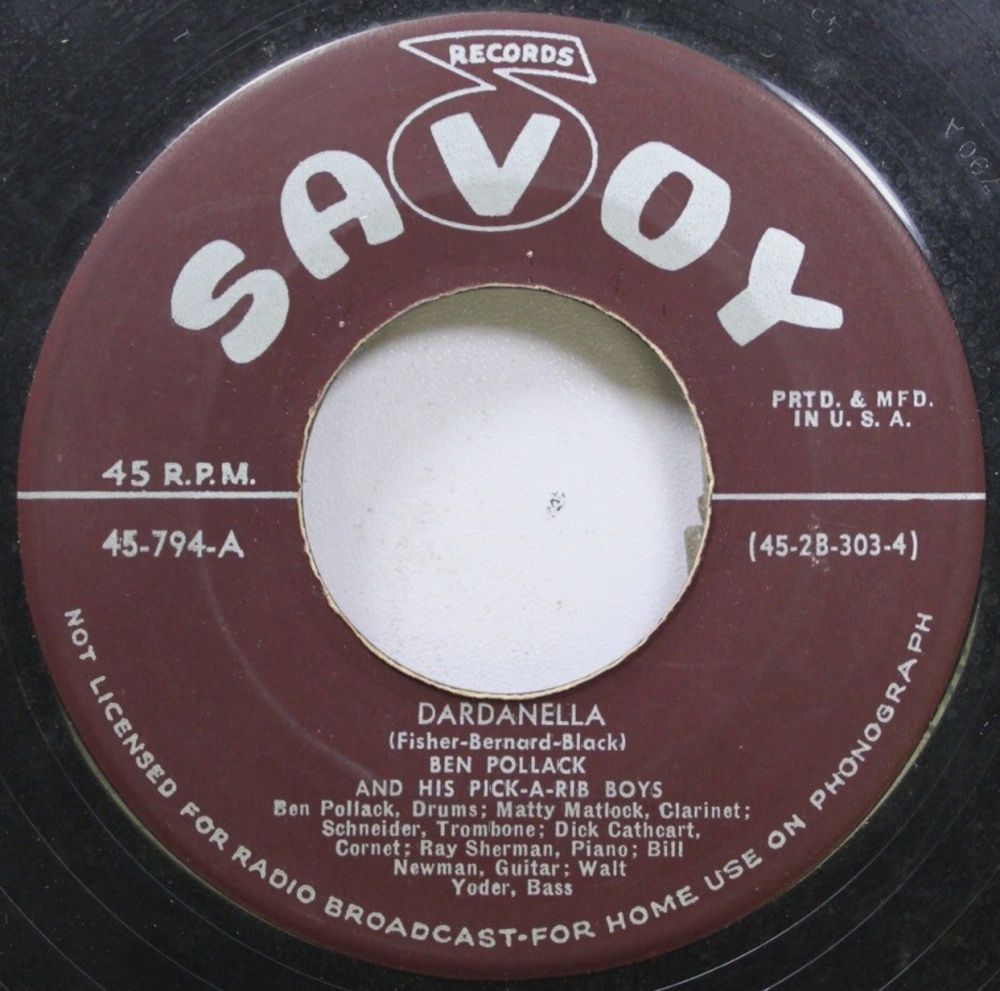 RECORDS
SAVOY
PRTD. & MFD.
IN U. S. A.
45 R.P.M.
45-794-A
(45-2B-303-4)
DARDANELLA
(Fisher-Bernard-Black)
BEN POLLACK
AND HIS PICK-A-RIB BOYS
Ben Pollack, Drums; Matty Matlock, Clarinet;
Schneider, Trombone; Dick Cathcart,
Cornet; Ray Sherman, Piano; Bill
Newman, Guitar; Walt
Yoder, Bass
NOT LICENSED FOR RADIO BROADCAST-FOR HOME USE ON PHONOGRAPH